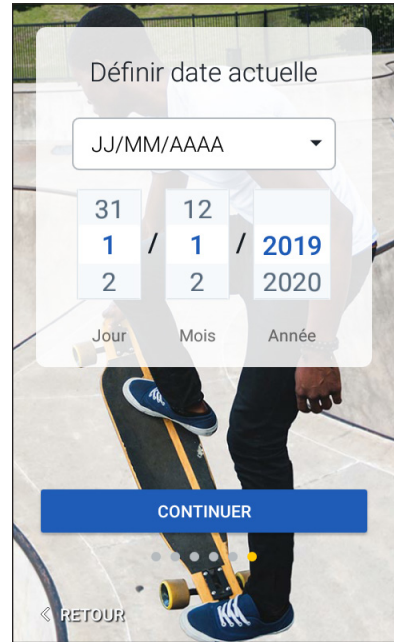 Définir date actuelle
JJ/MM/AAAA
31 12
1 / 1 / 2019
2 2 2020
Jour Mois Année
CONTINUER
RETOUR